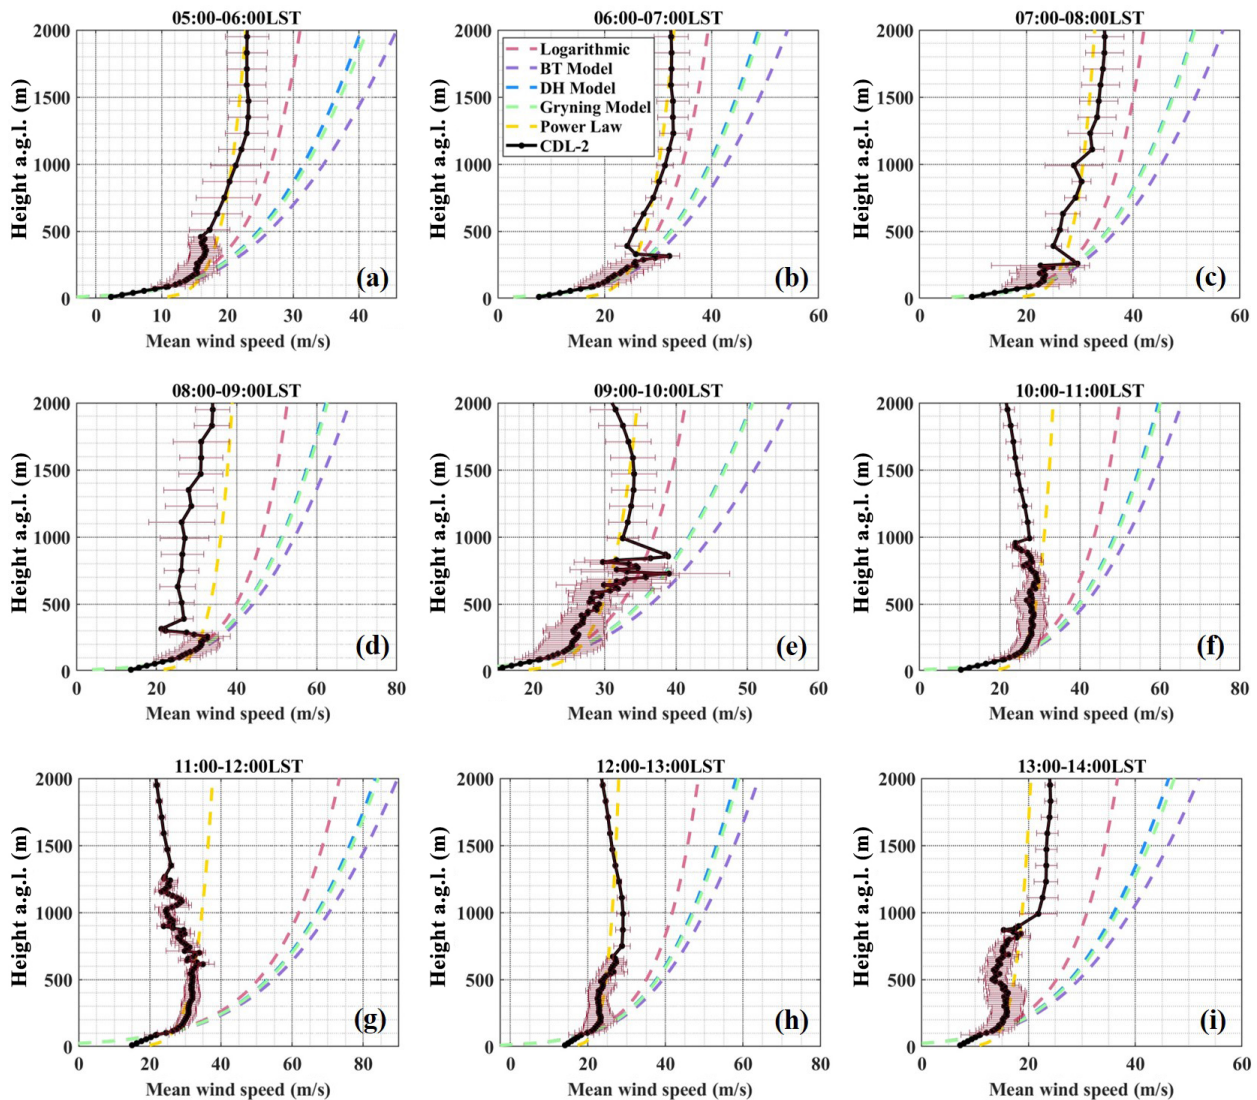 05:00-06:00LST
2000
1500
1000
500
0
Height a.g.l. (m)
(a)
0 10 20 30 40
Mean wind speed (m/s)
06:00-07:00LST
2000
1500
1000
500
0
Height a.g.l. (m)
Logarithmic
BT Model
DH Model
Gryning Model
Power Law
CDL-2
(b)
0 20 40 60
Mean wind speed (m/s)
07:00-08:00LST
2000
1500
1000
500
0
Height a.g.l. (m)
(c)
0 20 40 60
Mean wind speed (m/s)
08:00-09:00LST
2000
1500
1000
500
0
Height a.g.l. (m)
(d)
0 20 40 60 80
Mean wind speed (m/s)
09:00-10:00LST
2000
1500
1000
500
0
Height a.g.l. (m)
(e)
20 30 40 50 60
Mean wind speed (m/s)
10:00-11:00LST
2000
1500
1000
500
0
Height a.g.l. (m)
(f)
0 20 40 60 80
Mean wind speed (m/s)
11:00-12:00LST
2000
1500
1000
500
0
Height a.g.l. (m)
(g)
0 20 40 60 80
Mean wind speed (m/s)
12:00-13:00LST
2000
1500
1000
500
0
Height a.g.l. (m)
(h)
0 20 40 60 80
Mean wind speed (m/s)
13:00-14:00LST
2000
1500
1000
500
0
Height a.g.l. (m)
(i)
0 20 40 60
Mean wind speed (m/s)